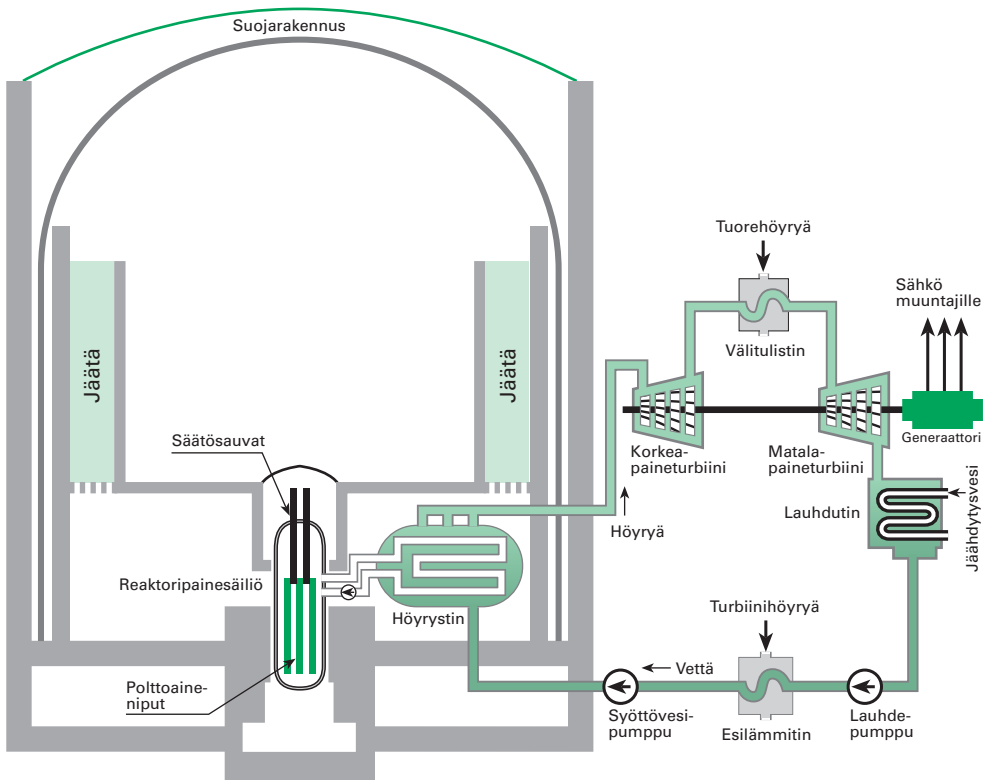 Suojarakennus
Jäätä
Jäätä
Säätösauvat
Reaktoripainesäiliö
Polttoaine-
niput
Höyrystin
Höyryä
Korkea-
paineturbiini
Tuorehöyryä
Välitulistin
Matala-
paineturbiini
Sähkö
muuntajille
Generaattori
Lauhdutin
Jäähdytysvesi
Turbiinihöyryä
Vettä
Syöttövesi-
pumppu
Esilämmitin
Lauhde-
pumppu